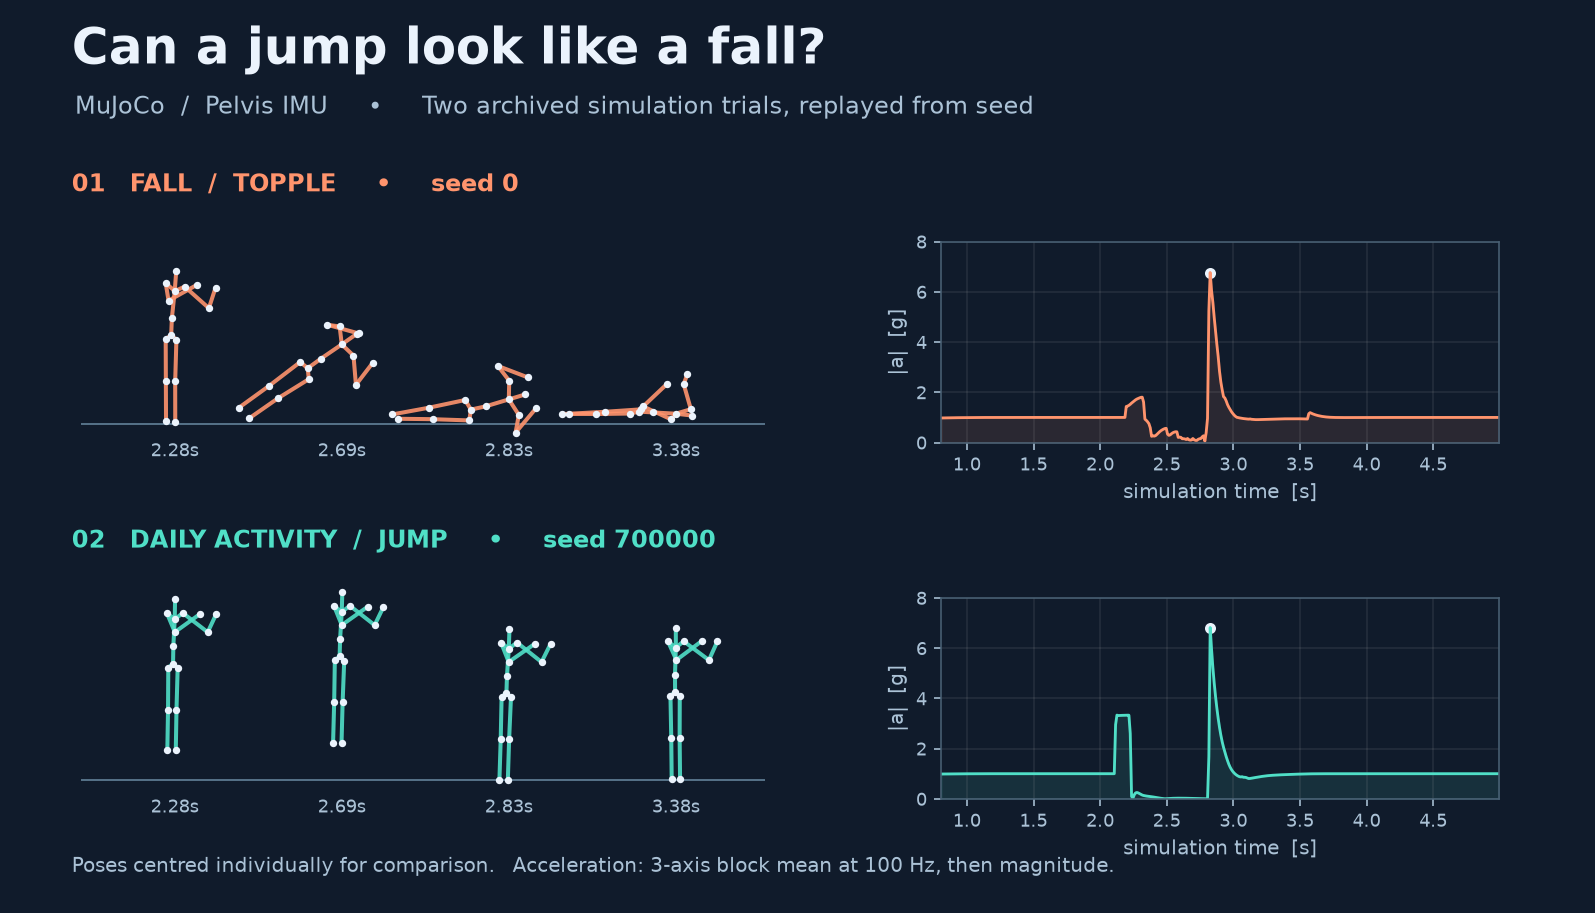 Can a jump look like a fall?
MuJoCo / Pelvis IMU • Two archived simulation trials, replayed from seed
01 FALL / TOPPLE • seed 0
2.28s 2.69s 2.83s 3.38s
|a| [g]
8
6
4
2
0
1.0 1.5 2.0 2.5 3.0 3.5 4.0 4.5
simulation time [s]
02 DAILY ACTIVITY / JUMP • seed 700000
2.28s 2.69s 2.83s 3.38s
|a| [g]
8
6
4
2
0
1.0 1.5 2.0 2.5 3.0 3.5 4.0 4.5
simulation time [s]
Poses centred individually for comparison. Acceleration: 3-axis block mean at 100 Hz, then magnitude.